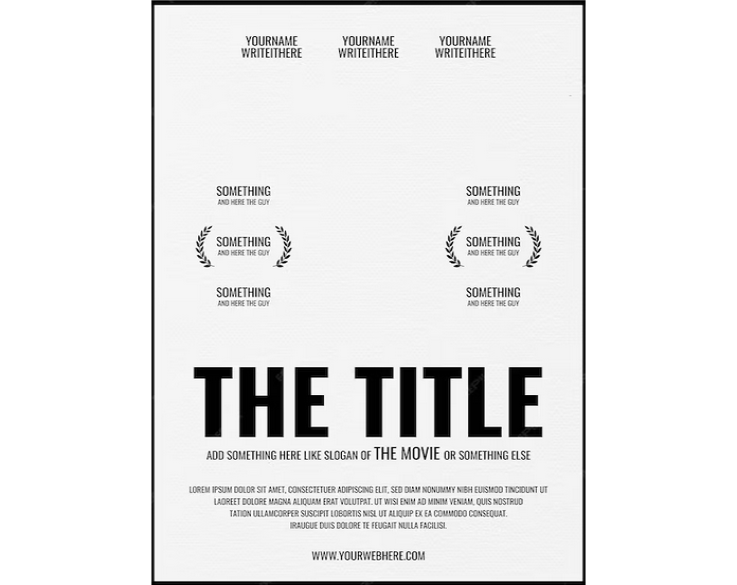 YOURNAME YOURNAME YOURNAME
WRITEITHERE WRITEITHERE WRITEITHERE
SOMETHING SOMETHING
AND HERE THE GUY AND HERE THE GUY
SOMETHING SOMETHING
AND HERE THE GUY AND HERE THE GUY
SOMETHING SOMETHING
AND HERE THE GUY AND HERE THE GUY
THE TITLE
ADD SOMETHING HERE LIKE SLOGAN OF THE MOVIE OR SOMETHING ELSE
LOREM IPSUM DOLOR SIT AMET, CONSECTETUER ADIPISCING ELIT, SED DIAM NONUMMY NIBH EUISMOD TINCIDUNT UT
LAOREET DOLORE MAGNA ALIQUAM ERAT VOLUTPAT. UT WISI ENIM AD MINIM VENIAM, QUIS NOSTRUD
TATION ULLAMCORPER SUSCIPIT LOBORTIS NISL UT ALIQUIP EX EA COMMODO CONSEQUAT.
IRAUGUE DUIS DOLORE TE FEUGAIT NULLA FACILISI.
WWW.YOURWEBHERE.COM